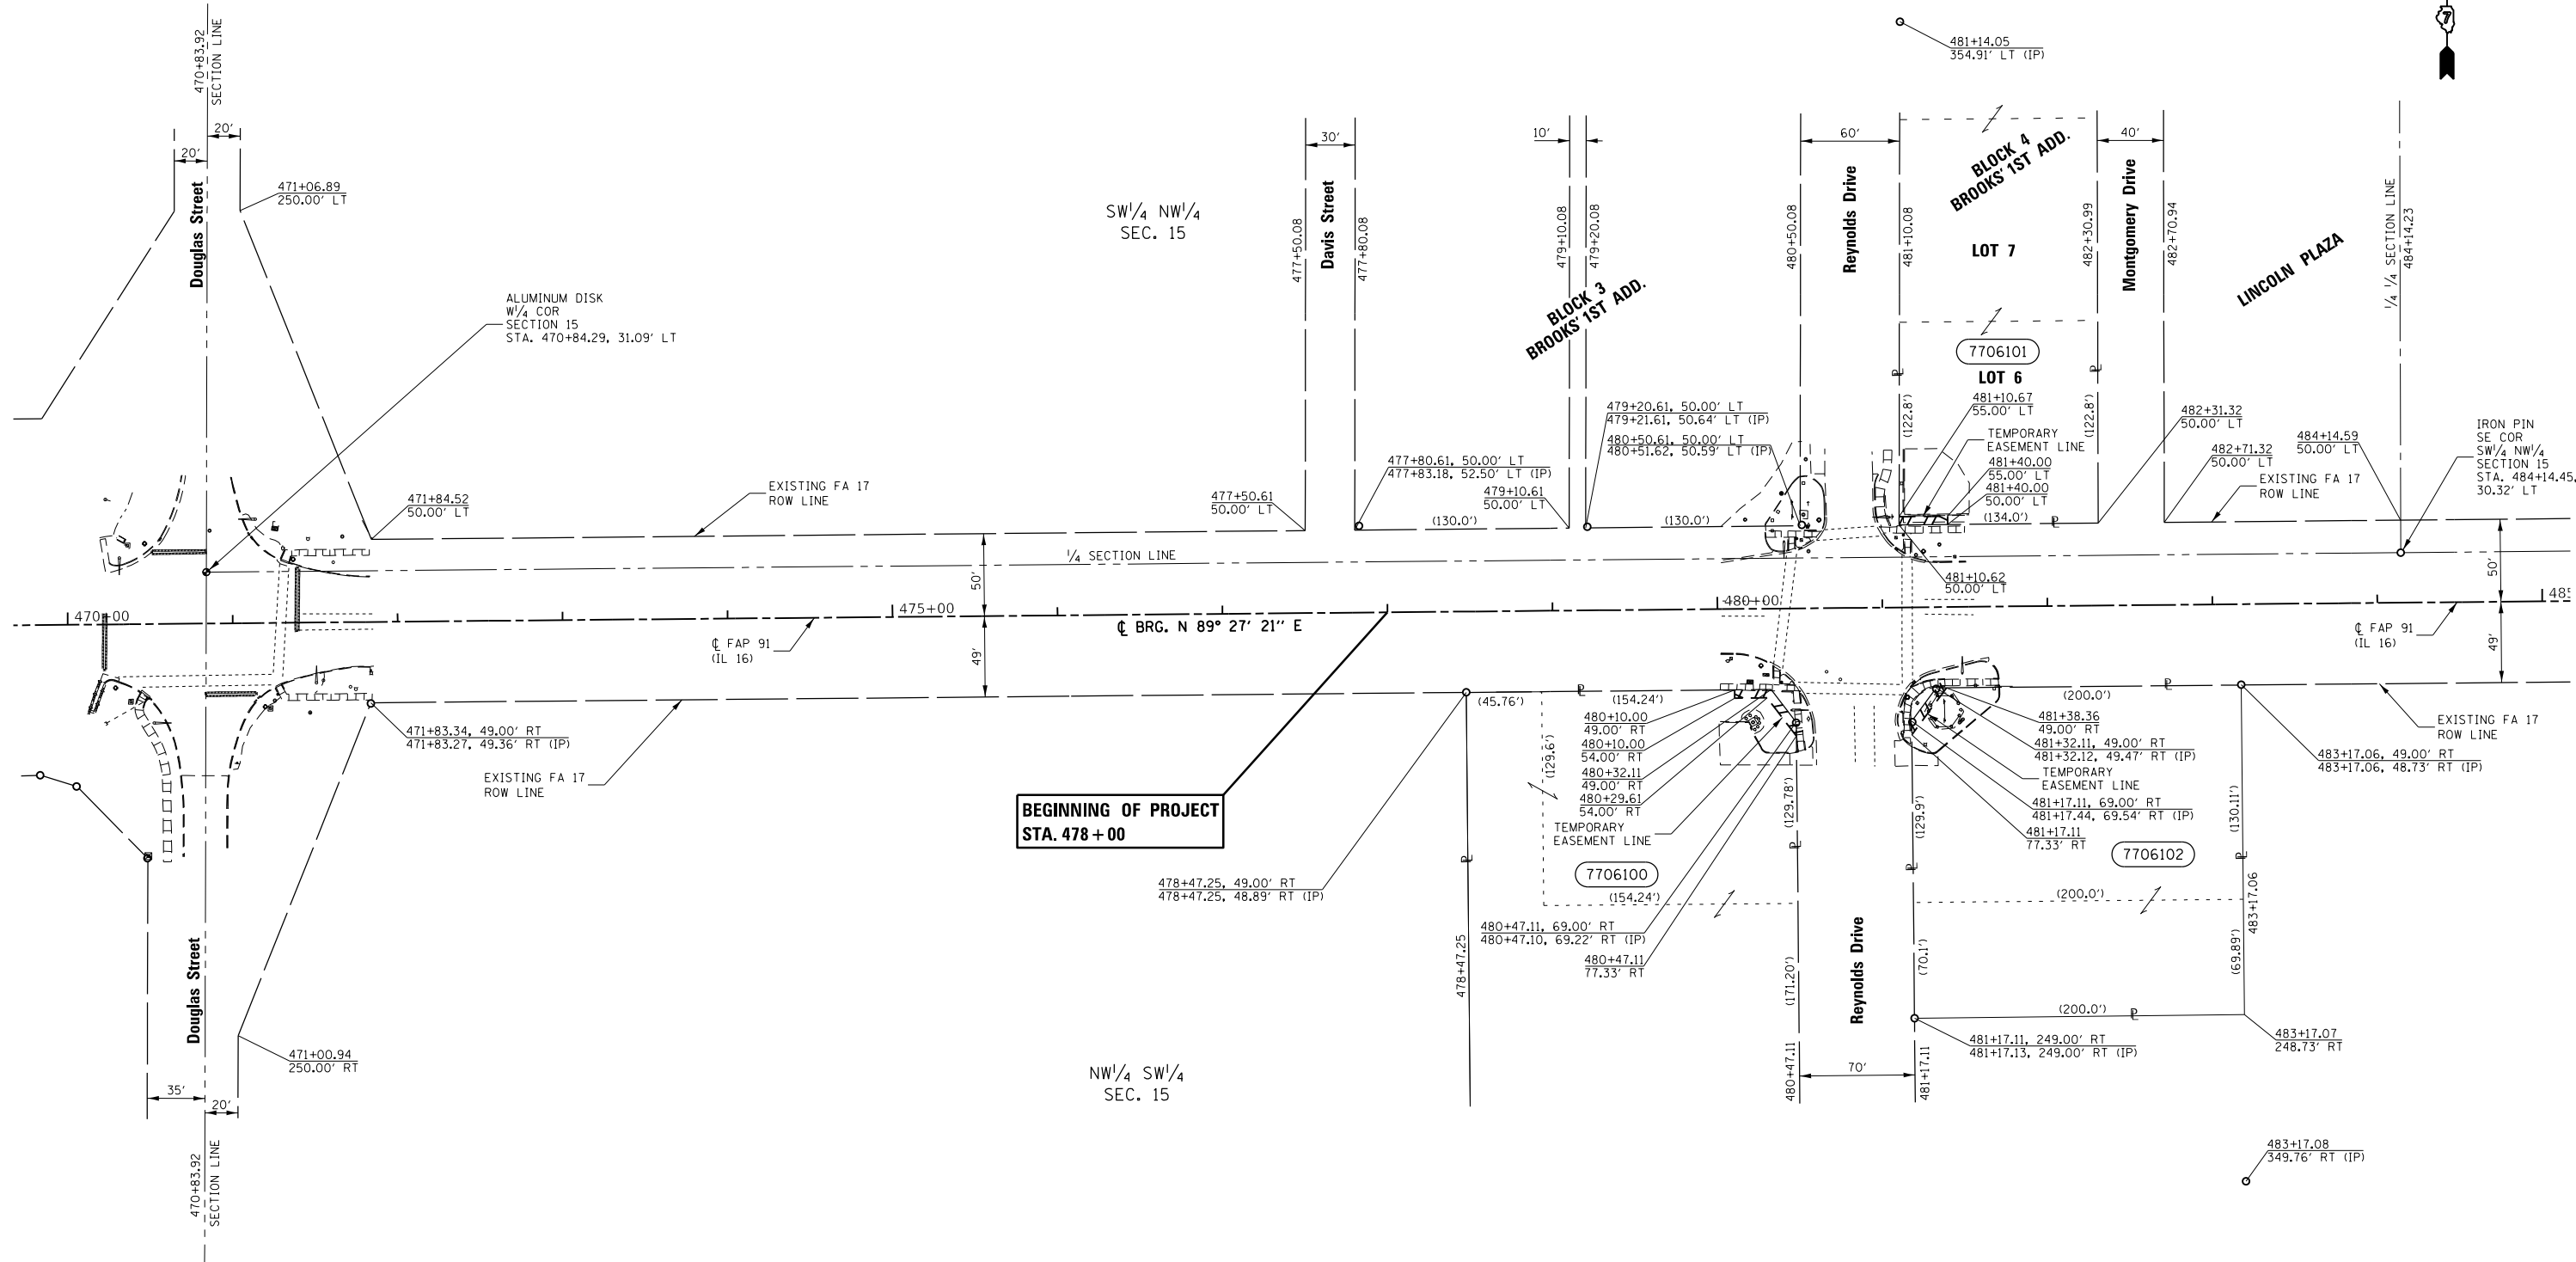 470+83.92
SECTION LINE
20'
20'
Douglas Street
471+06.89
250.00' LT
ALUMINUM DISK
W1/4 COR
SECTION 15
STA. 470+84.29, 31.09' LT
SW1/4 NW1/4
SEC. 15
30'
477+50.08
Davis Street
477+80.08
10'
479+10.08
479+20.08
BLOCK 3
BROOKS' 1ST ADD.
60'
480+50.08
Reynolds Drive
481+10.08
481+14.05
354.91' LT (IP)
BLOCK 4
BROOKS' 1ST ADD.
LOT 7
40'
482+30.99
Montgomery Drive
482+70.94
LINCOLN PLAZA
1/4 1/4 SECTION LINE
484+14.23
7
7706101
LOT 6
(122.8')
(122.8')
481+10.67
55.00' LT
TEMPORARY
EASEMENT LINE
481+40.00
55.00' LT
481+40.00
50.00' LT
(134.0')
PL
PL
PL
482+31.32
50.00' LT
482+71.32
50.00' LT
484+14.59
50.00' LT
EXISTING FA 17
ROW LINE
IRON PIN
SE COR
SW1/4 NW1/4
SECTION 15
STA. 484+14.45,
30.32' LT
471+84.52
50.00' LT
EXISTING FA 17
ROW LINE
477+50.61
50.00' LT
477+80.61, 50.00' LT
477+83.18, 52.50' LT (IP)
479+10.61
50.00' LT
479+20.61, 50.00' LT
479+21.61, 50.64' LT (IP)
480+50.61, 50.00' LT
480+51.62, 50.59' LT (IP)
(130.0')
(130.0')
481+10.62
50.00' LT
1/4 SECTION LINE
50'
50'
470+00
475+00
480+00
485
℄ BRG. N 89° 27' 21'' E
℄ FAP 91
(IL 16)
℄ FAP 91
(IL 16)
49'
49'
471+83.34, 49.00' RT
471+83.27, 49.36' RT (IP)
EXISTING FA 17
ROW LINE
BEGINNING OF PROJECT
STA. 478+00
(45.76')
PL
(154.24')
(129.6')
480+10.00
49.00' RT
480+10.00
54.00' RT
480+32.11
49.00' RT
480+29.61
54.00' RT
TEMPORARY
EASEMENT LINE
(129.78')
PL
(129.9')
PL
(200.0')
PL
481+38.36
49.00' RT
481+32.11, 49.00' RT
481+32.12, 49.47' RT (IP)
TEMPORARY
EASEMENT LINE
481+17.11, 69.00' RT
481+17.44, 69.54' RT (IP)
481+17.11
77.33' RT
483+17.06, 49.00' RT
483+17.06, 48.73' RT (IP)
EXISTING FA 17
ROW LINE
(130.11')
PL
7706102
7706100
(154.24')
(200.0')
PL
478+47.25, 49.00' RT
478+47.25, 48.89' RT (IP)
478+47.25
480+47.11, 69.00' RT
480+47.10, 69.22' RT (IP)
480+47.11
77.33' RT
(171.20')
Reynolds Drive
(70.1')
(69.89')
483+17.06
(200.0')
PL
481+17.11, 249.00' RT
481+17.13, 249.00' RT (IP)
483+17.07
248.73' RT
480+47.11
70'
481+17.11
Douglas Street
471+00.94
250.00' RT
35'
20'
470+83.92
SECTION LINE
NW1/4 SW1/4
SEC. 15
483+17.08
349.76' RT (IP)